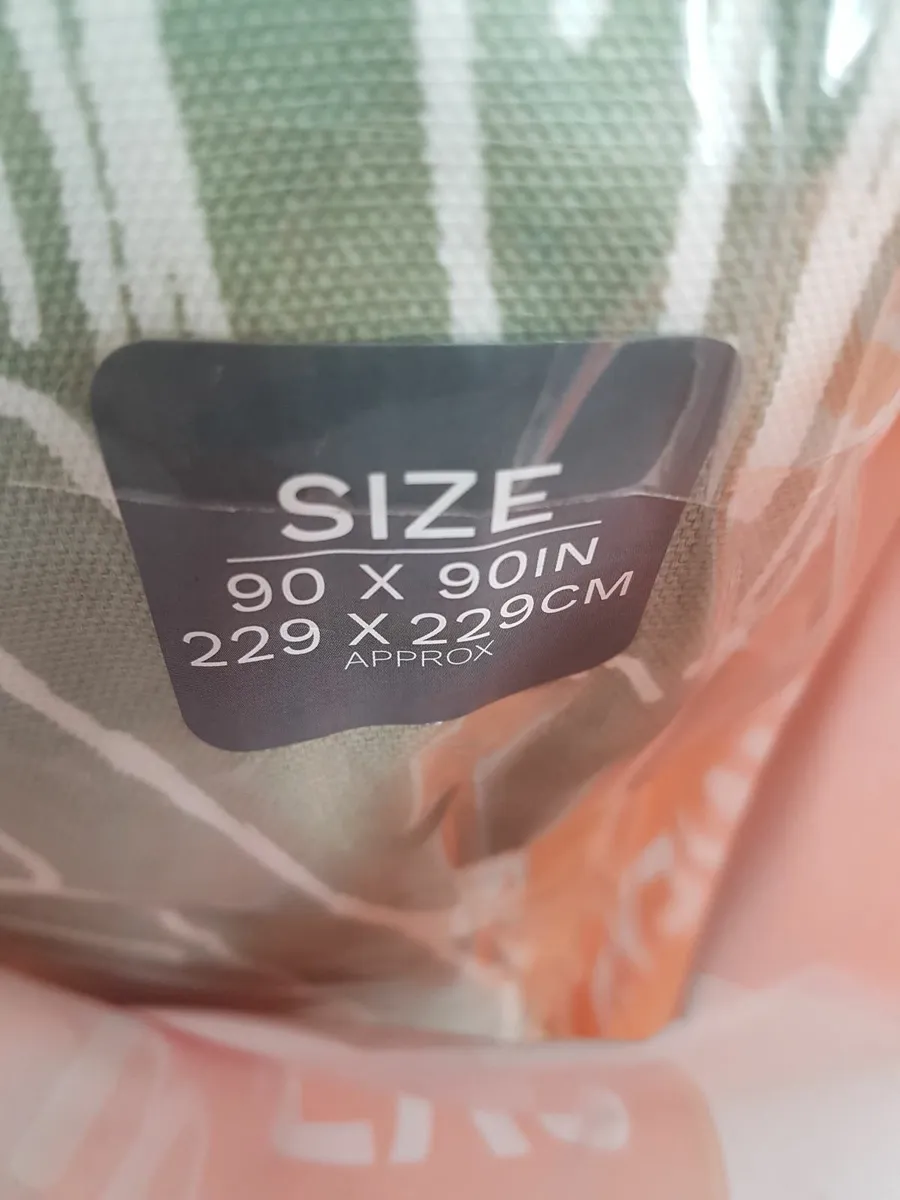 SIZE
90 X 90IN
229 X 229CM
APPROX